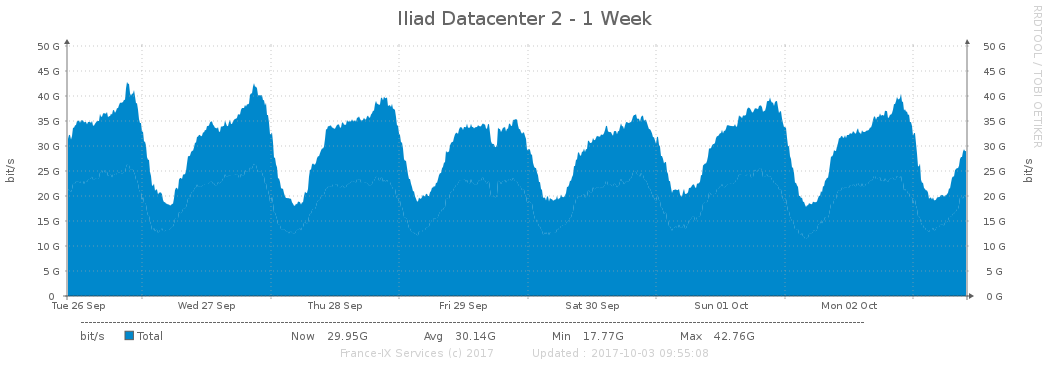 Iliad Datacenter 2 - 1 Week
RRDTOOL / TOBI OETIKER
bit/s
50 G
45 G
40 G
35 G
30 G
25 G
20 G
15 G
10 G
5 G
0
50 G
45 G
40 G
35 G
30 G
25 G
20 G
15 G
10 G
5 G
0 G
bit/s
Tue 26 Sep Wed 27 Sep Thu 28 Sep Fri 29 Sep Sat 30 Sep Sun 01 Oct Mon 02 Oct
bit/s Total Now 29.95G Avg 30.14G Min 17.77G Max 42.76G
France-IX Services (c) 2017 Updated : 2017-10-03 09:55:08